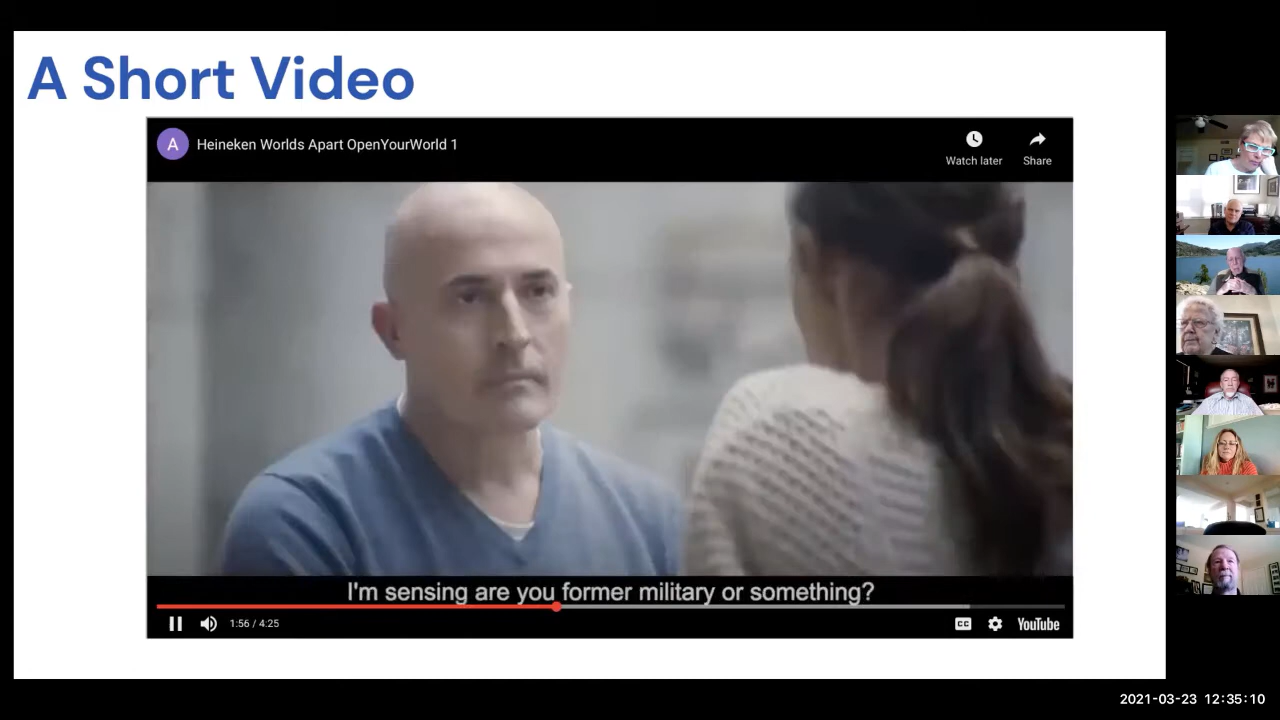 A Short Video
A
Heineken Worlds Apart OpenYourWorld 1
Watch later
Share
I'm sensing are you former military or something?
1:56 / 4:25
CC
YouTube
2021-03-23 12:35:10